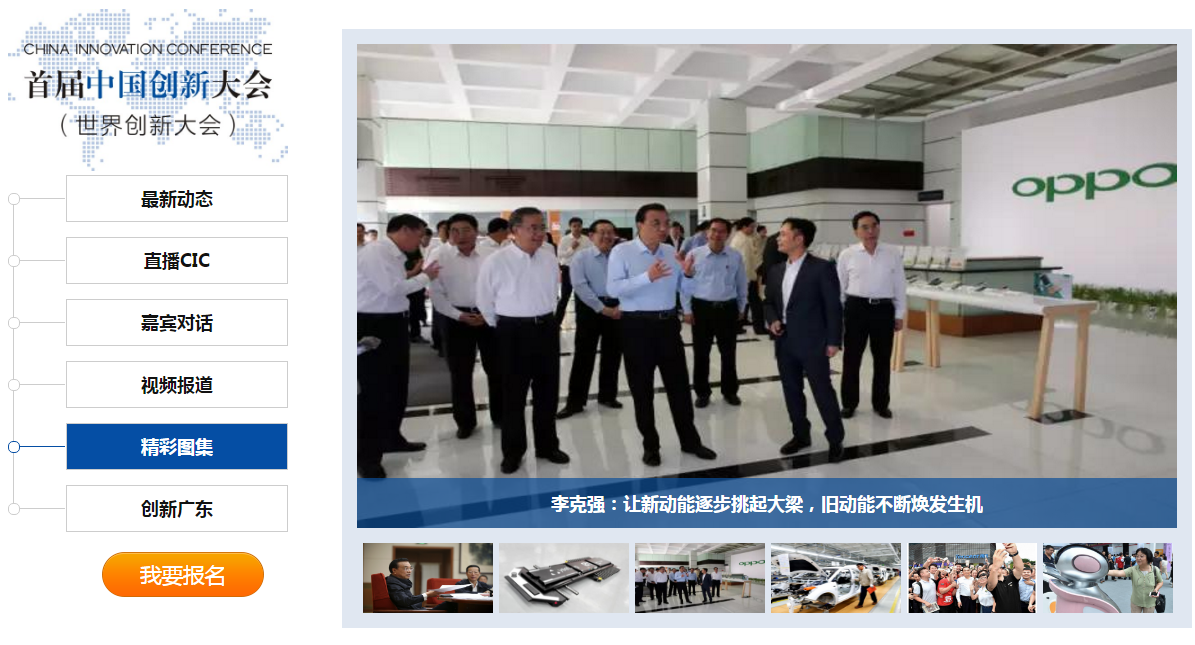 CHINA INNOVATION CONFERENCE
首届中国创新大会
（世界创新大会）
最新动态
直播CIC
嘉宾对话
视频报道
精彩图集
创新广东
我要报名
oppo
李克强：让新动能逐步挑起大梁，旧动能不断焕发生机
oppo